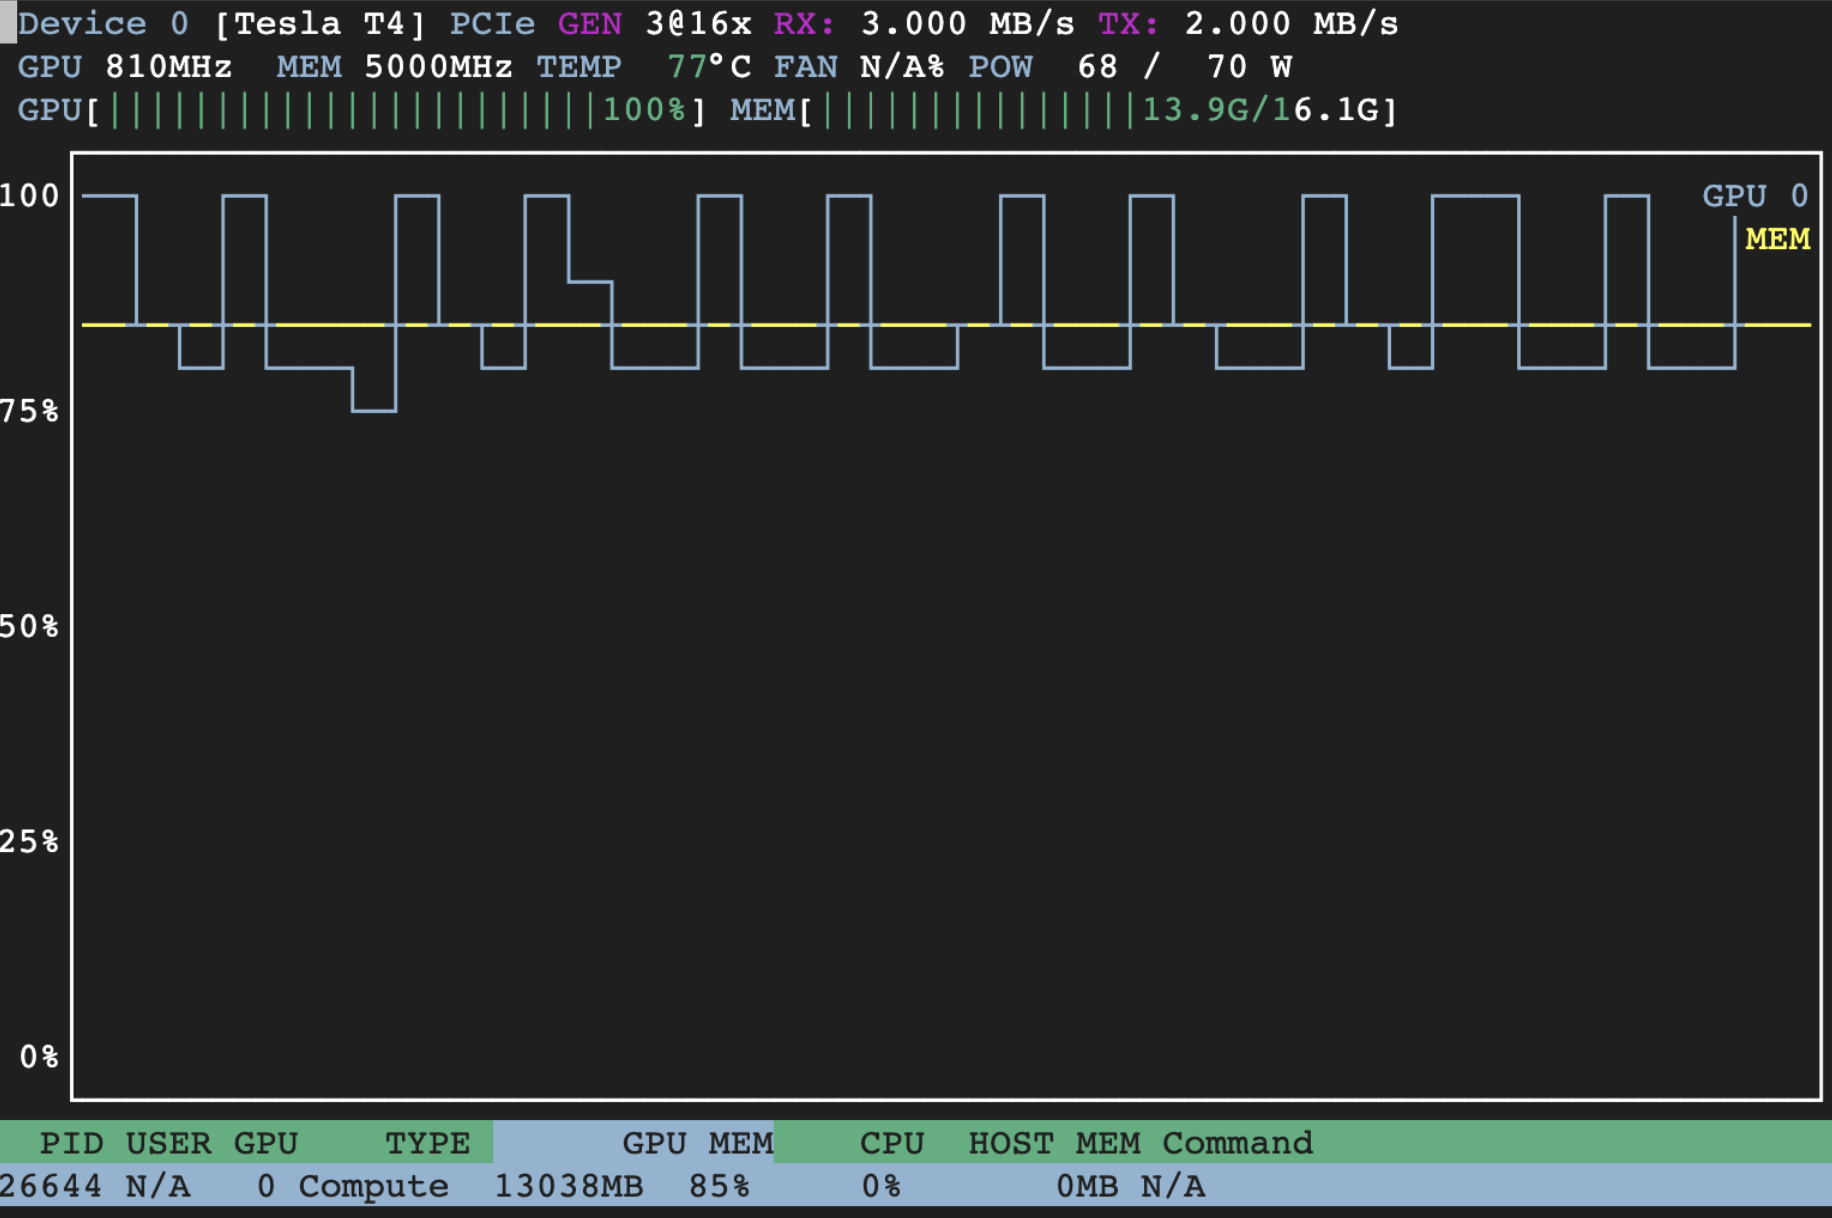 Device 0 [Tesla T4] PCIe GEN 3@16x RX: 3.000 MB/s TX: 2.000 MB/s
GPU 810MHz MEM 5000MHz TEMP 77°C FAN N/A% POW 68 / 70 W
GPU[||||||||||||||||||||||100%] MEM[|||||||||||||||13.9G/16.1G]
100
GPU 0
MEM
75%
50%
25%
0%
PID USER GPU TYPE GPU MEM CPU HOST MEM Command
26644 N/A 0 Compute 13038MB 85% 0% 0MB N/A